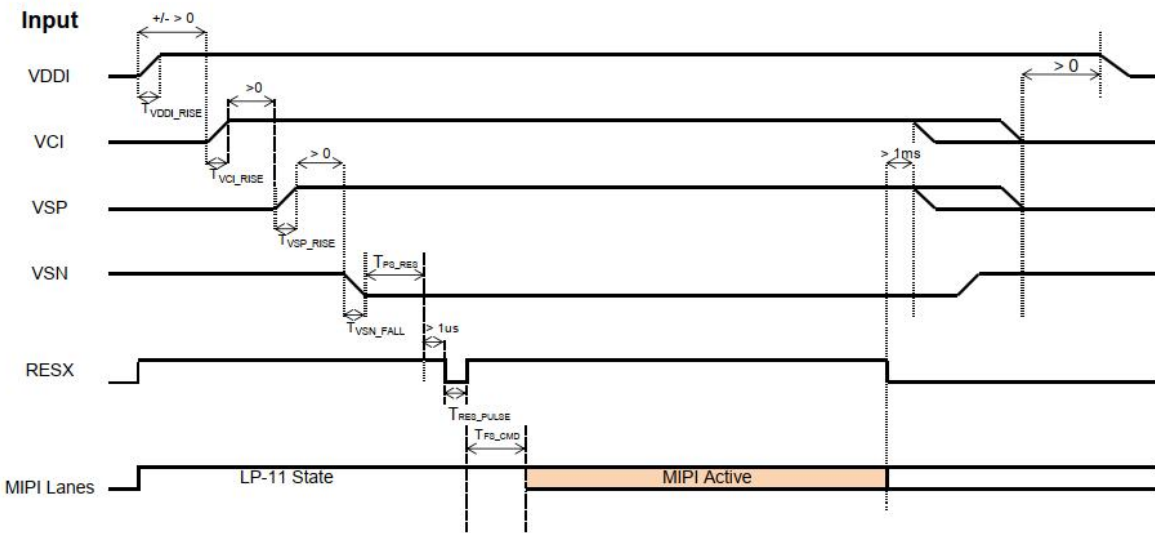 Input
+/- > 0
VDDI
> 0
TVDDI_RISE
>0
VCI
> 1ms
> 0
TVCI_RISE
VSP
TVSP_RISE
TPS_RES
VSN
TVSN_FALL
> 1us
RESX
TRES_PULSE
TFS_CMD
LP-11 State
MIPI Active
MIPI Lanes